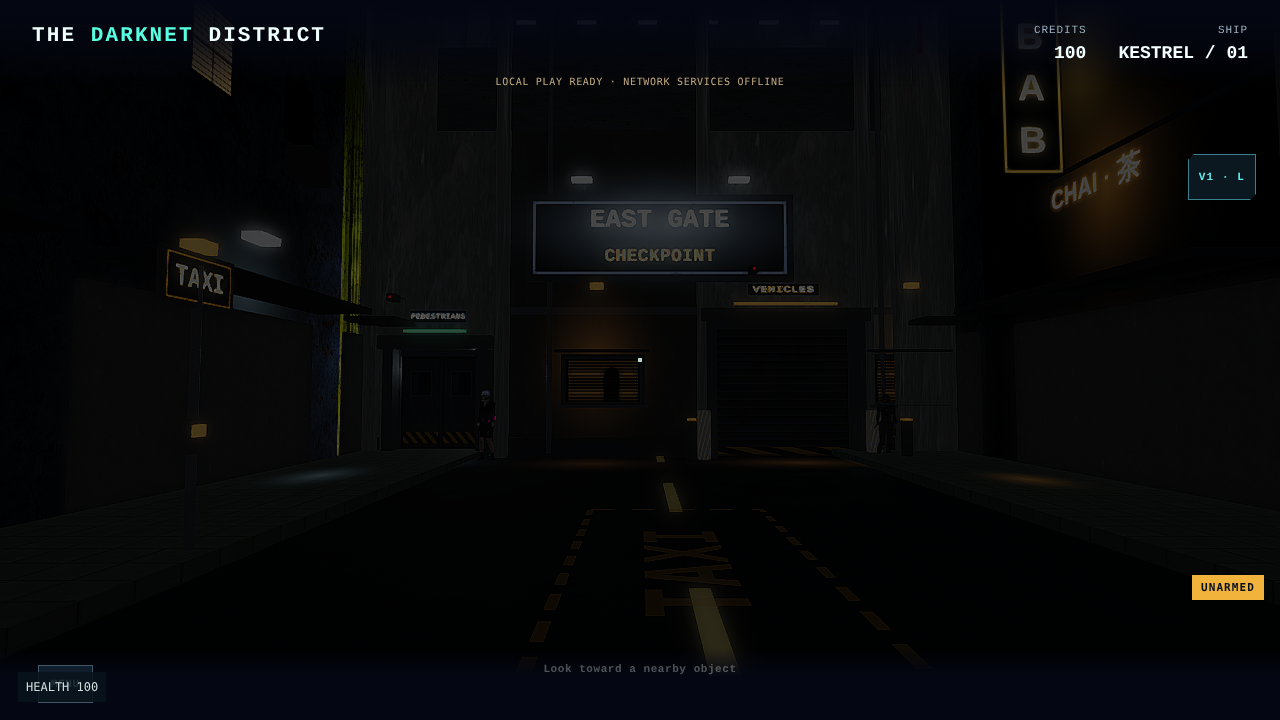 THE DARKNET DISTRICT
CREDITS
100
SHIP
KESTREL / 01
LOCAL PLAY READY · NETWORK SERVICES OFFLINE
B
A
B
CHAI · 茶
V1 · L
EAST GATE
CHECKPOINT
TAXI
PEDESTRIANS
VEHICLES
TAXI
UNARMED
Look toward a nearby object
HEALTH 100